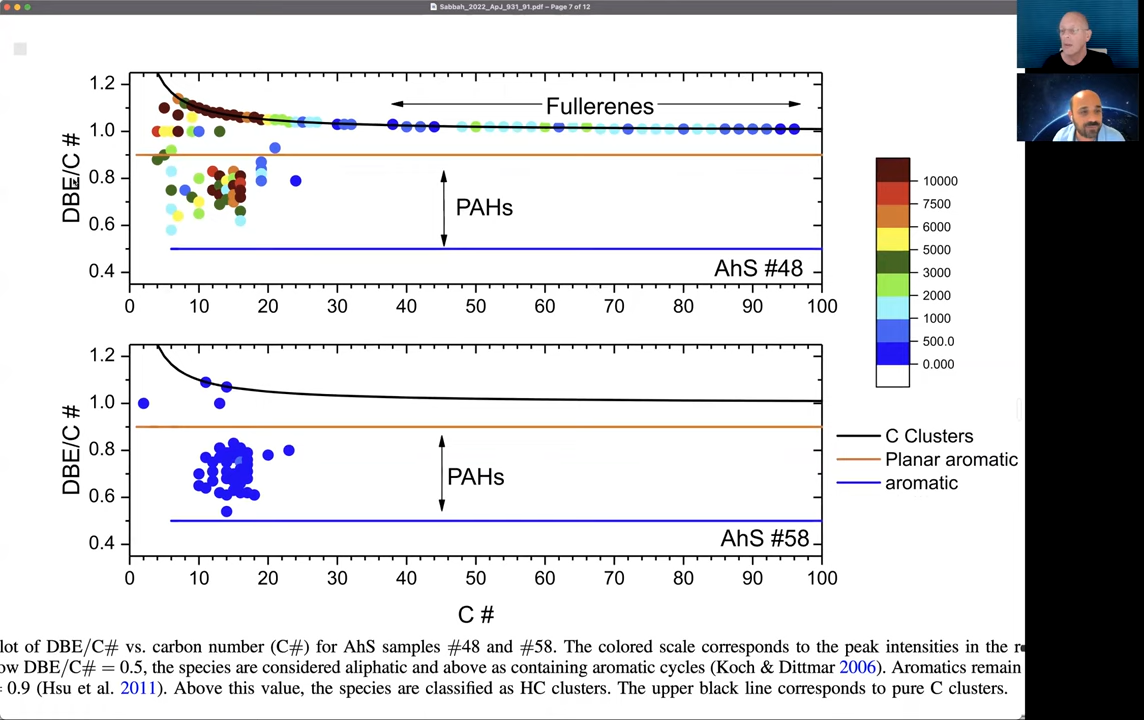 Sabbah_2022_ApJ_931_91.pdf – Page 7 of 12
1.2
1.0
0.8
0.6
0.4
DBE/C #
Fullerenes
PAHs
AhS #48
0 10 20 30 40 50 60 70 80 90 100
10000
7500
6000
5000
3000
2000
1000
500.0
0.000
1.2
1.0
0.8
0.6
0.4
DBE/C #
PAHs
AhS #58
0 10 20 30 40 50 60 70 80 90 100
C #
C Clusters
Planar aromatic
aromatic
lot of DBE/C# vs. carbon number (C#) for AhS samples #48 and #58. The colored scale corresponds to the peak intensities in the
ow DBE/C# = 0.5, the species are considered aliphatic and above as containing aromatic cycles (Koch & Dittmar 2006). Aromatics remain
= 0.9 (Hsu et al. 2011). Above this value, the species are classified as HC clusters. The upper black line corresponds to pure C clusters.